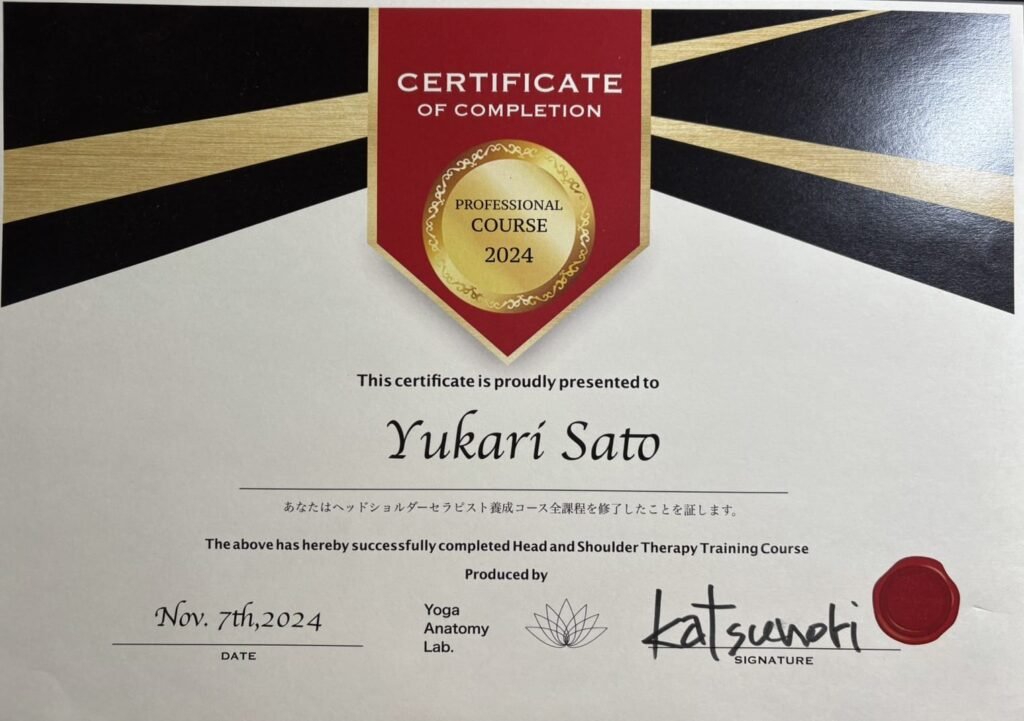 CERTIFICATE
OF COMPLETION
PROFESSIONAL
COURSE
2024
This certificate is proudly presented to
Yukari Sato
あなたはヘッドショルダーセラピスト養成コース全課程を修了したことを証します。
The above has hereby successfully completed Head and Shoulder Therapy Training Course
Produced by
Nov. 7th,2024
DATE
Yoga
Anatomy
Lab.
Katsunori
SIGNATURE